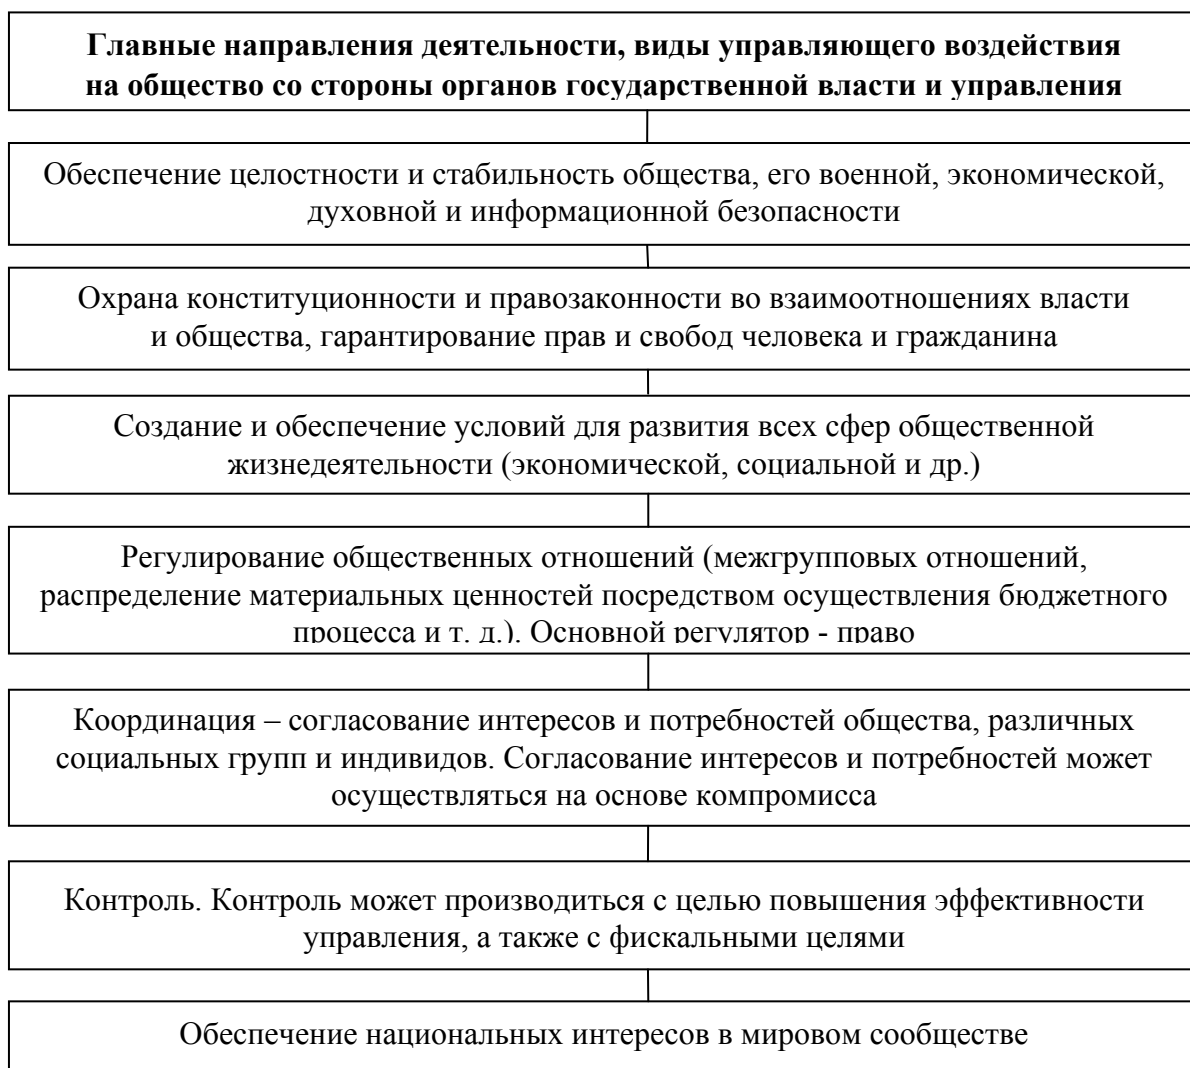 Главные направления деятельности, виды управляющего воздействия
на общество со стороны органов государственной власти и управления
Обеспечение целостности и стабильность общества, его военной, экономической,
духовной и информационной безопасности
Охрана конституционности и правозаконности во взаимоотношениях власти
и общества, гарантирование прав и свобод человека и гражданина
Создание и обеспечение условий для развития всех сфер общественной
жизнедеятельности (экономической, социальной и др.)
Регулирование общественных отношений (межгрупповых отношений,
распределение материальных ценностей посредством осуществления бюджетного
процесса и т. д.). Основной регулятор - право
Координация – согласование интересов и потребностей общества, различных
социальных групп и индивидов. Согласование интересов и потребностей может
осуществляться на основе компромисса
Контроль. Контроль может производиться с целью повышения эффективности
управления, а также с фискальными целями
Обеспечение национальных интересов в мировом сообществе